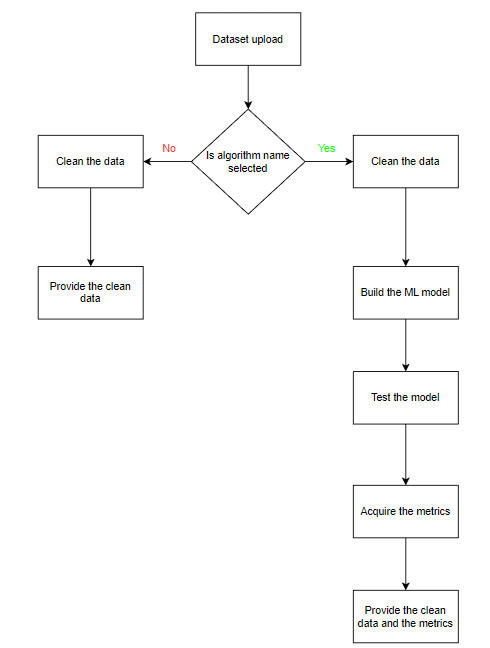 Dataset upload
Is algorithm name
selected
No
Yes
Clean the data
Clean the data
Provide the clean
data
Build the ML model
Test the model
Acquire the metrics
Provide the clean
data and the metrics